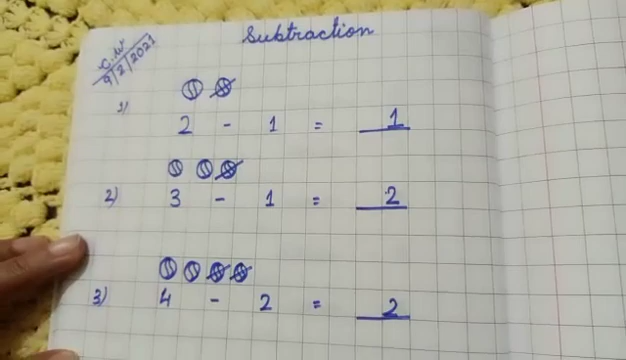 Subtraction
C.W
9/2/2021
1) 2 - 1 = 1
2) 3 - 1 = 2
3) 4 - 2 = 2